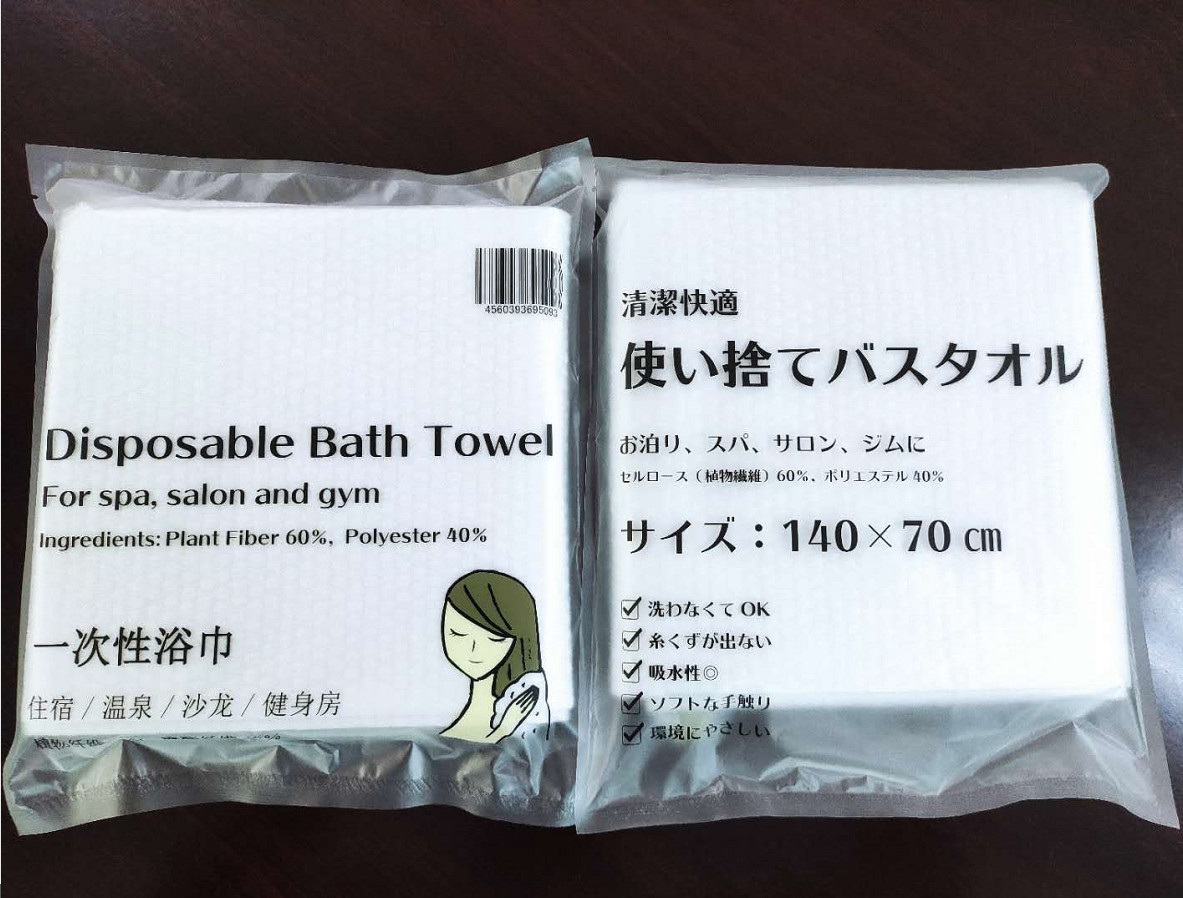 4560393695093
Disposable Bath Towel
For spa, salon and gym
Ingredients: Plant Fiber 60%, Polyester 40%
一次性浴巾
住宿 / 温泉 / 沙龙 / 健身房
清潔快適
使い捨てバスタオル
お泊り、スパ、サロン、ジムに
セルロース（植物繊維）60%、ポリエステル 40%
サイズ：140×70 ㎝
☑ 洗わなくて OK
☑ 糸くずが出ない
☑ 吸水性◎
☑ ソフトな手触り
☑ 環境にやさしい